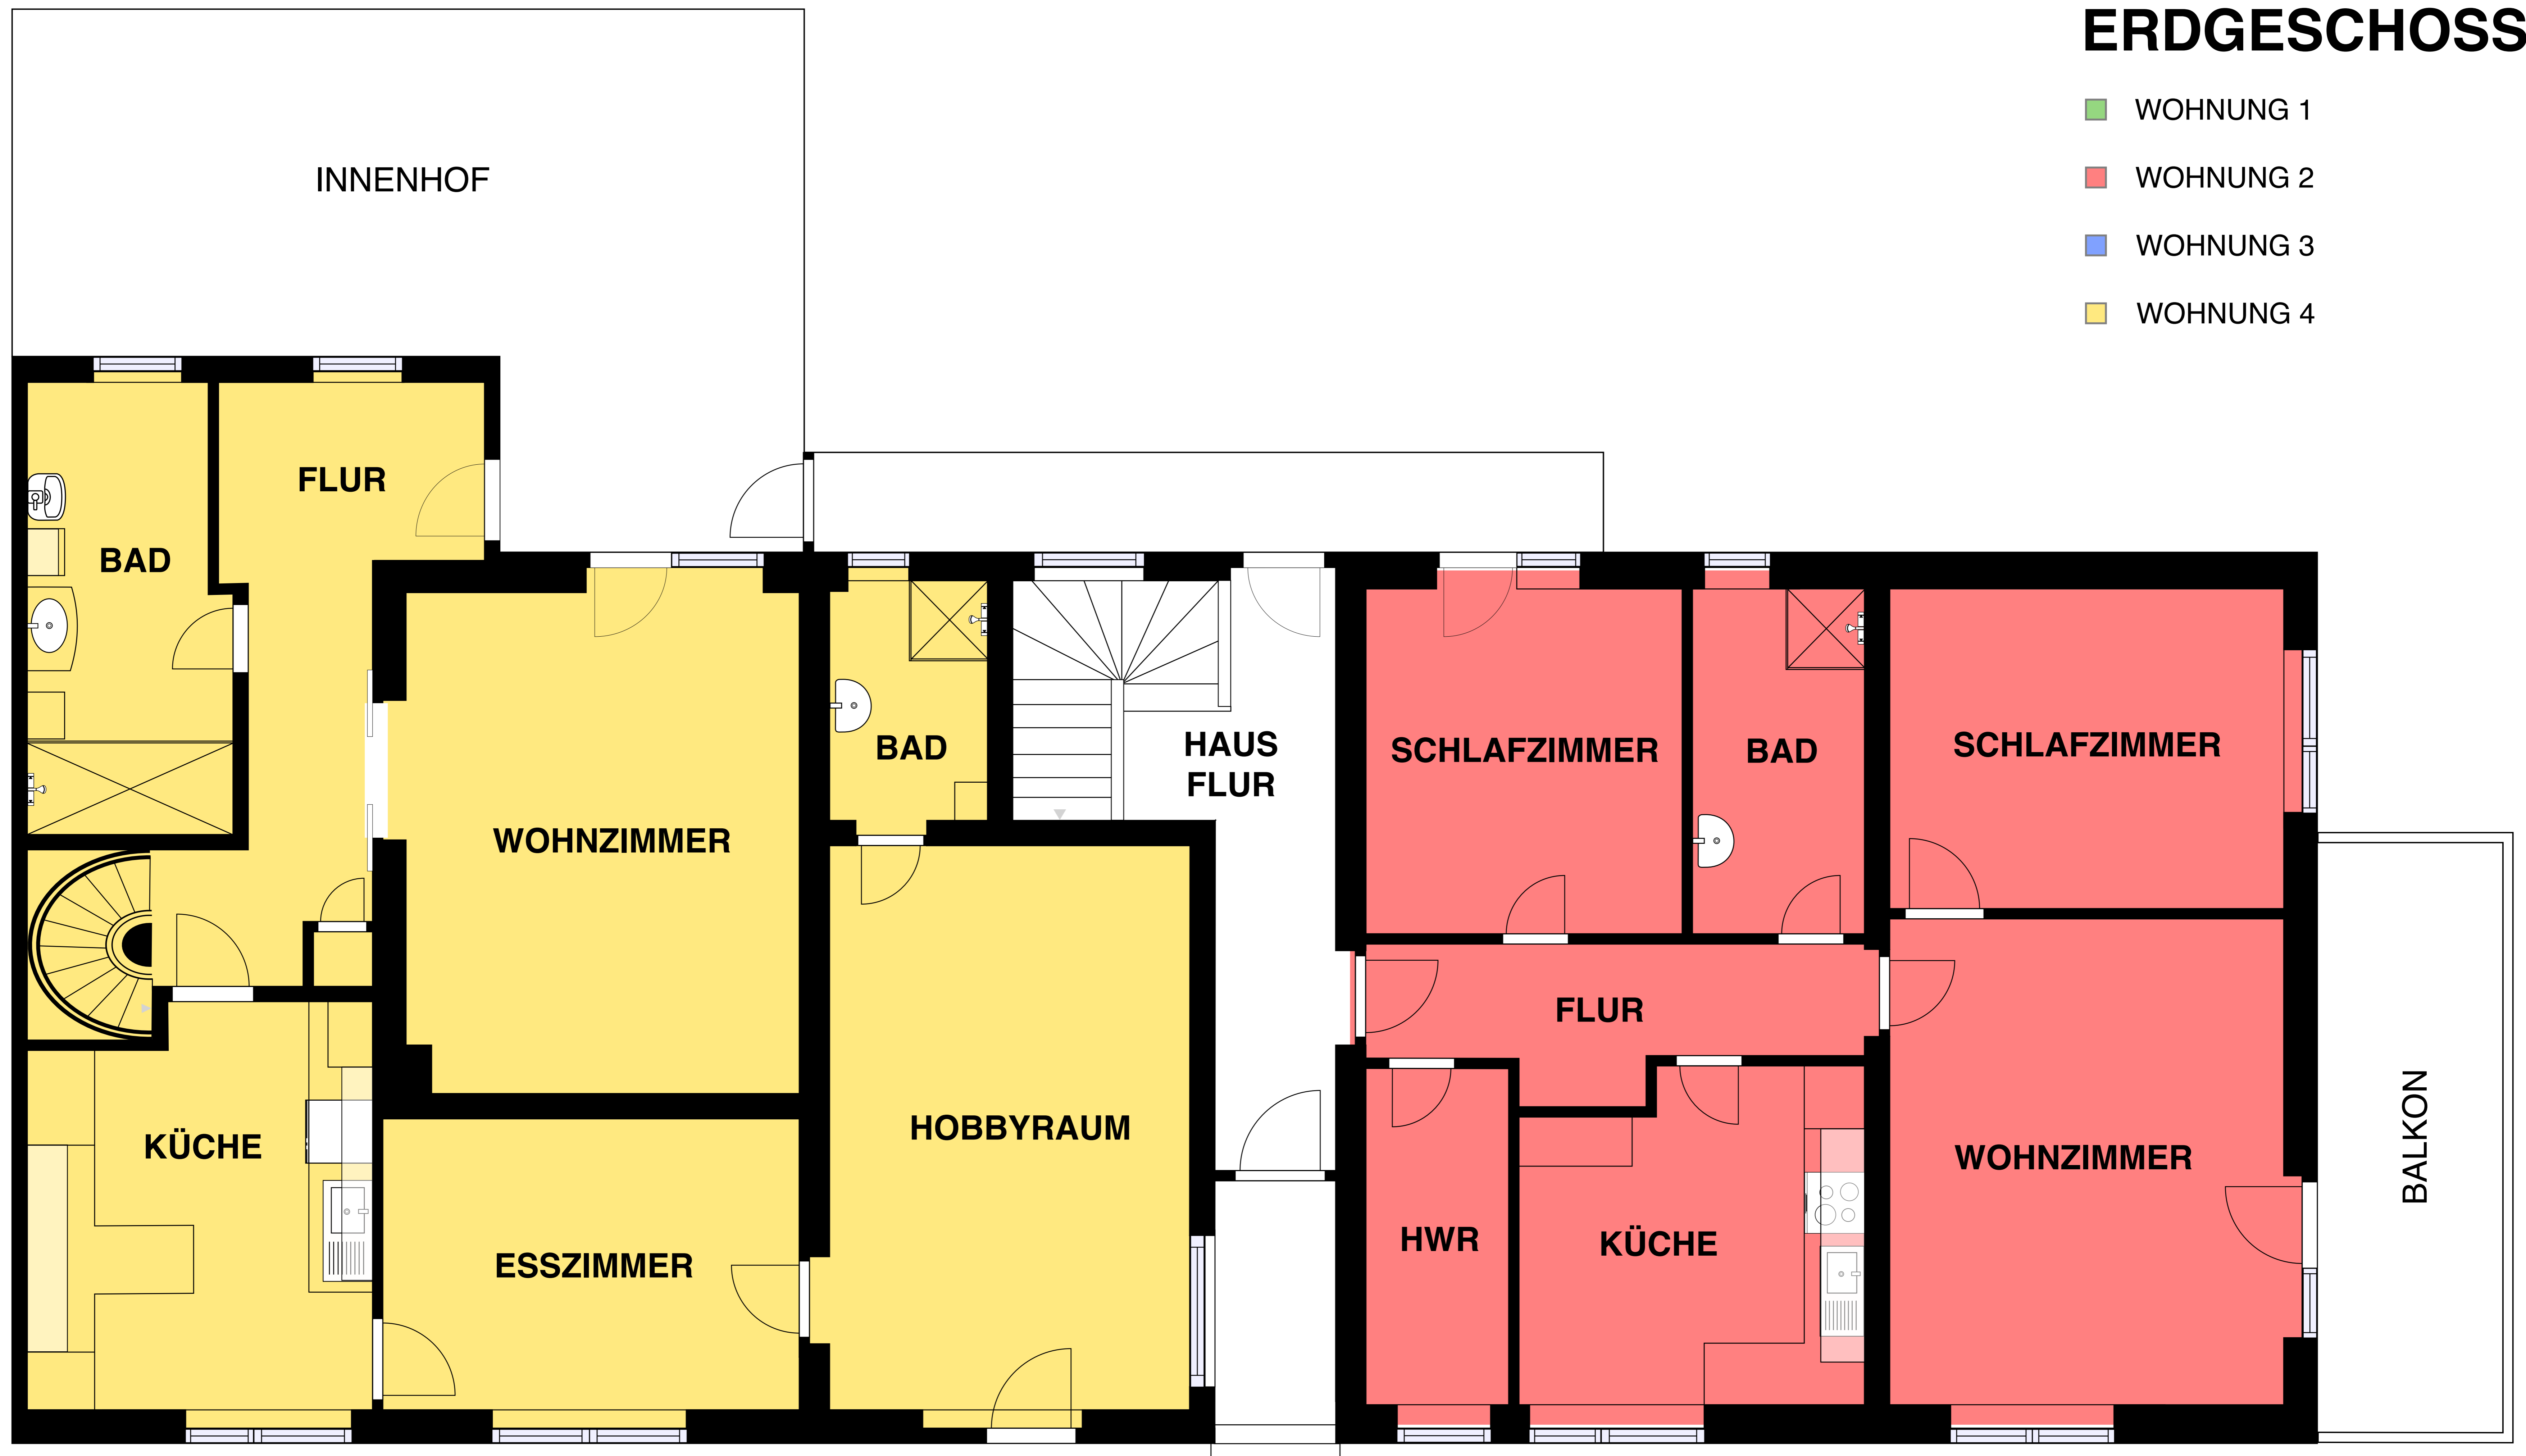 ERDGESCHOSS
WOHNUNG 1
WOHNUNG 2
WOHNUNG 3
WOHNUNG 4
INNENHOF
FLUR
BAD
WOHNZIMMER
BAD
HAUS
FLUR
SCHLAFZIMMER
BAD
SCHLAFZIMMER
FLUR
KÜCHE
HOBBYRAUM
ESSZIMMER
HWR
KÜCHE
WOHNZIMMER
BALKON